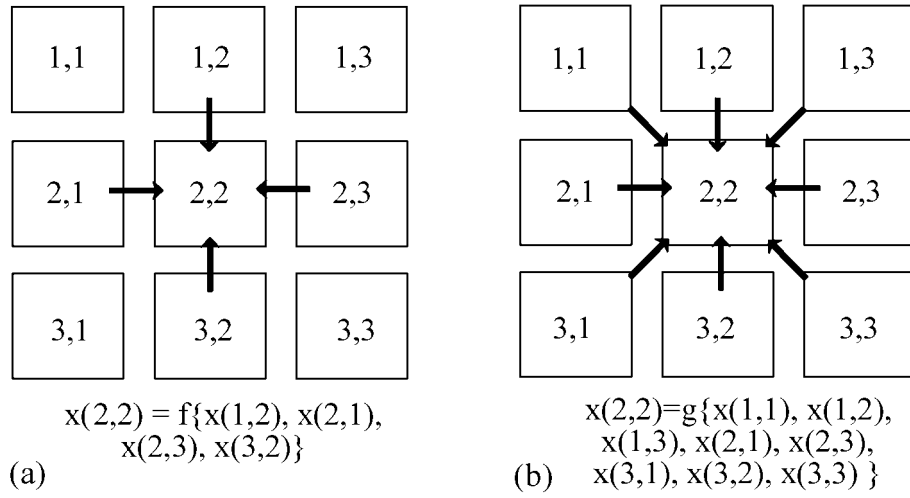 1,1 1,2 1,3
2,1 2,2 2,3
3,1 3,2 3,3
x(2,2) = f{x(1,2), x(2,1),
x(2,3), x(3,2)}
(a)
1,1 1,2 1,3
2,1 2,2 2,3
3,1 3,2 3,3
x(2,2)=g{x(1,1), x(1,2),
x(1,3), x(2,1), x(2,3),
x(3,1), x(3,2), x(3,3) }
(b)